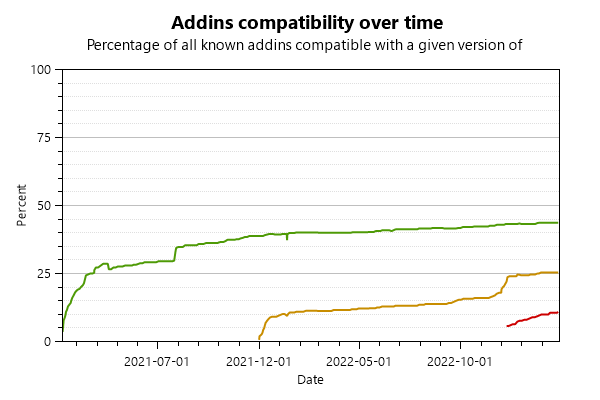 Addins compatibility over time
Percentage of all known addins compatible with a given version of
100
75
50
25
0
Percent
2021-07-01 2021-12-01 2022-05-01 2022-10-01
Date